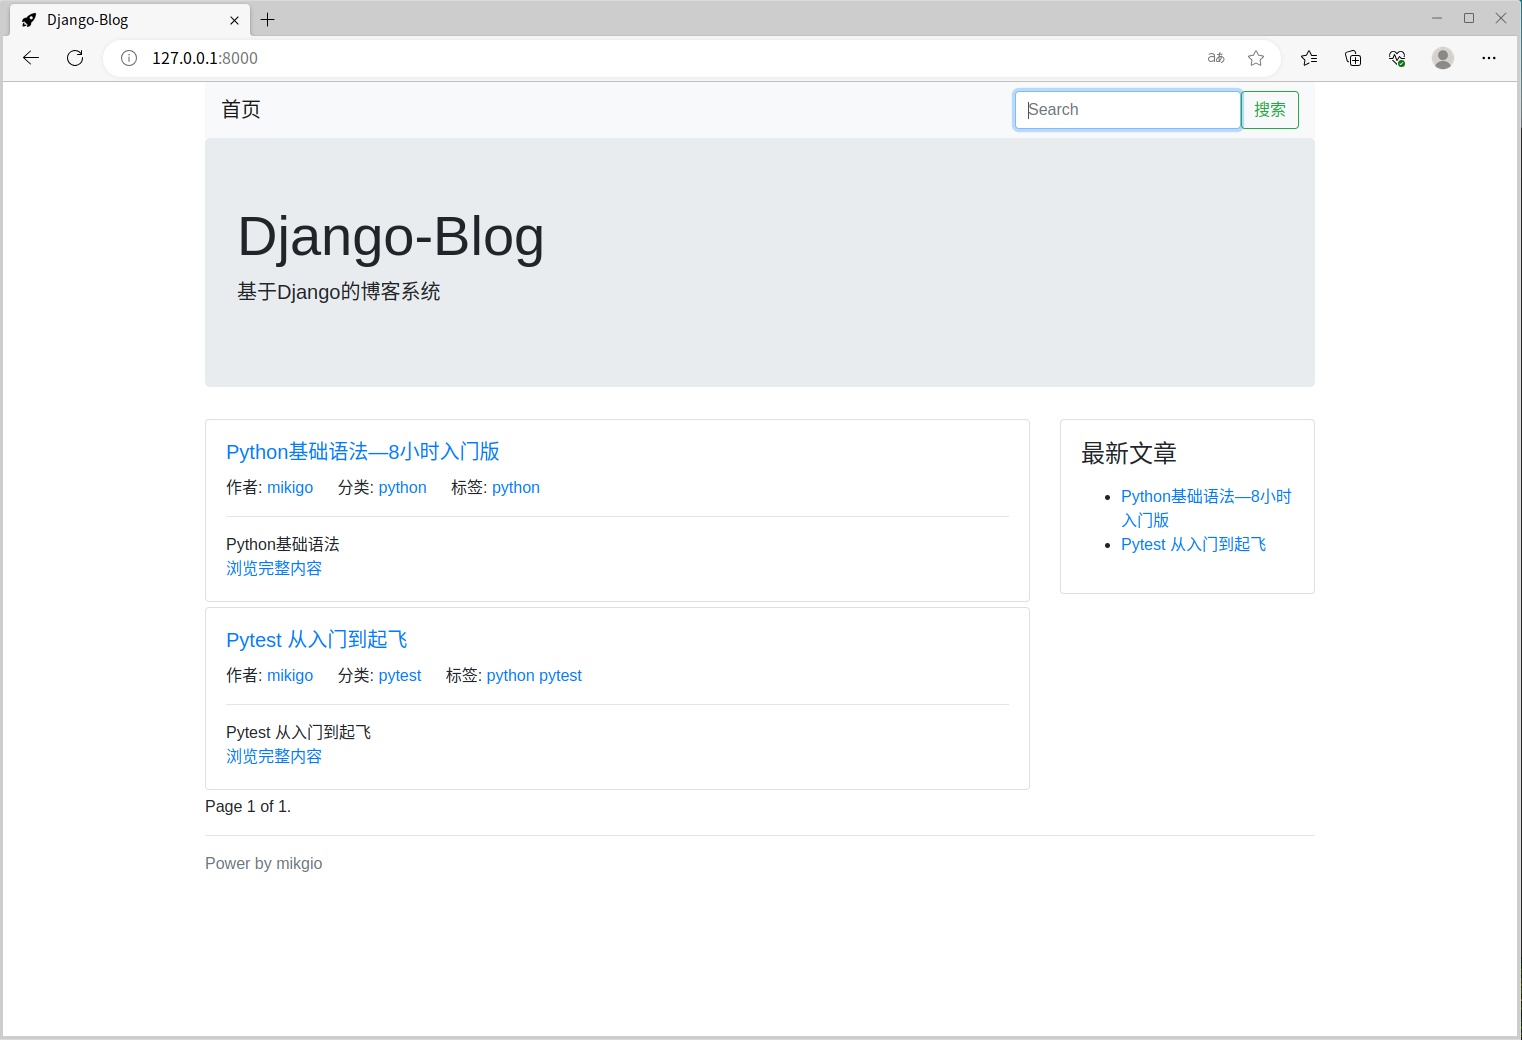 Django-Blog
127.0.0.1:8000
aあ
首页
Search
搜索
Django-Blog
基于Django的博客系统
Python基础语法—8小时入门版
作者: mikigo 分类: python 标签: python
Python基础语法
浏览完整内容
Pytest 从入门到起飞
作者: mikigo 分类: pytest 标签: python pytest
Pytest 从入门到起飞
浏览完整内容
最新文章
Python基础语法—8小时
入门版
Pytest 从入门到起飞
Page 1 of 1.
Power by mikgio